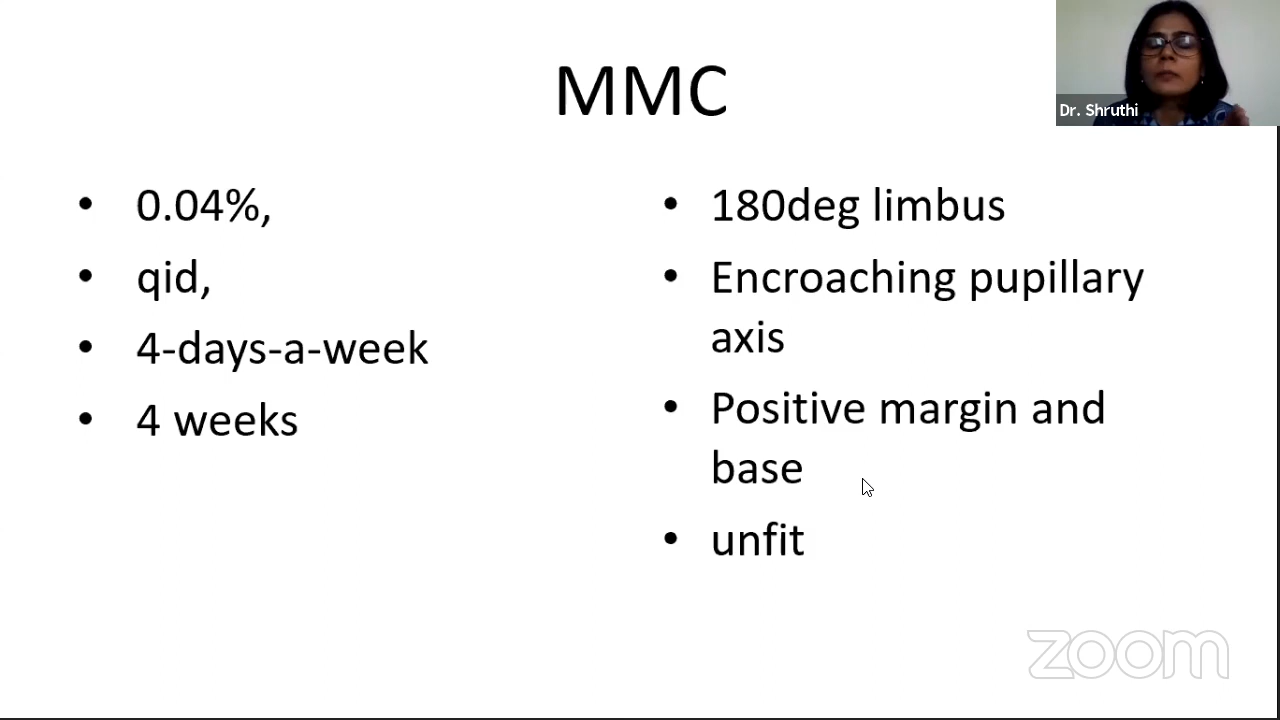 MMC
Dr. Shruthi
• 0.04%,
• qid,
• 4-days-a-week
• 4 weeks
• 180deg limbus
• Encroaching pupillary
axis
• Positive margin and
base
• unfit
zoom